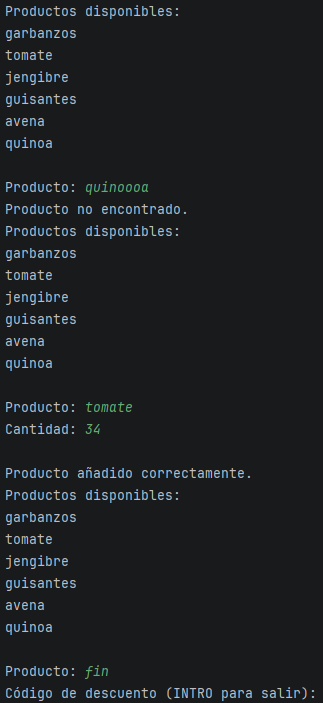 Productos disponibles:
garbanzos
tomate
jengibre
guisantes
avena
quinoa
Producto: quinoooa
Producto no encontrado.
Productos disponibles:
garbanzos
tomate
jengibre
guisantes
avena
quinoa
Producto: tomate
Cantidad: 34
Producto añadido correctamente.
Productos disponibles:
garbanzos
tomate
jengibre
guisantes
avena
quinoa
Producto: fin
Código de descuento (INTRO para salir):